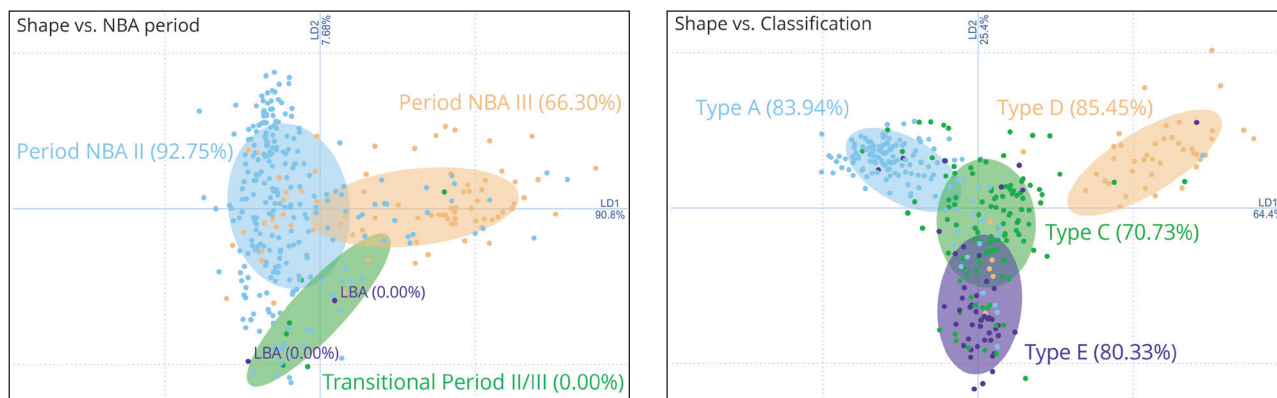 Shape vs. NBA period
LD2
7.68%
Period NBA III (66.30%)
Period NBA II (92.75%)
LD1
90.8%
LBA (0.00%)
LBA (0.00%)
Transitional Period II/III (0.00%)
Shape vs. Classification
LD2
25.4%
Type A (83.94%)
Type D (85.45%)
LD1
64.4%
Type C (70.73%)
Type E (80.33%)